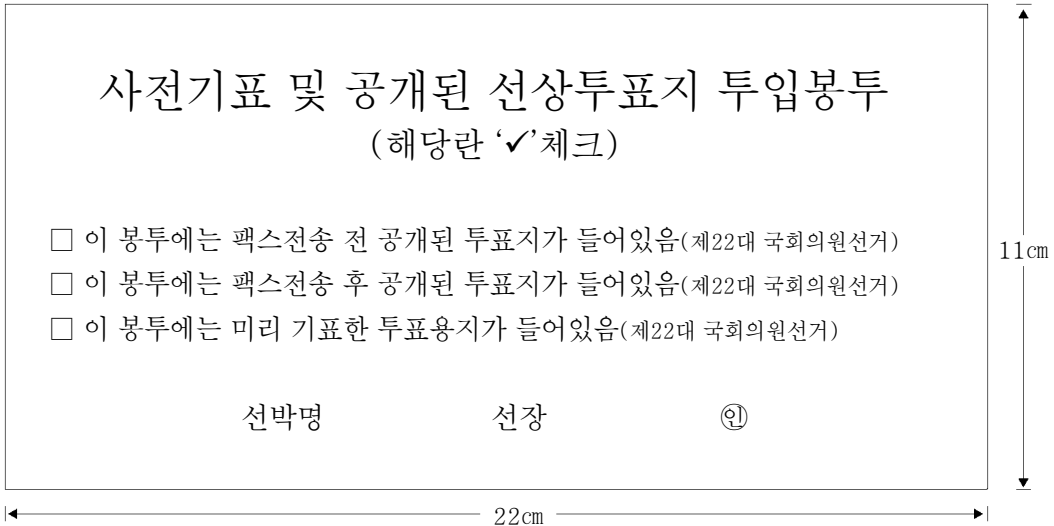 사전기표 및 공개된 선상투표지 투입봉투
(해당란 ‘✓’체크)
□ 이 봉투에는 팩스전송 전 공개된 투표지가 들어있음(제22대 국회의원선거)
□ 이 봉투에는 팩스전송 후 공개된 투표지가 들어있음(제22대 국회의원선거)
□ 이 봉투에는 미리 기표한 투표용지가 들어있음(제22대 국회의원선거)
선박명 선장 ㊞
11㎝
22㎝